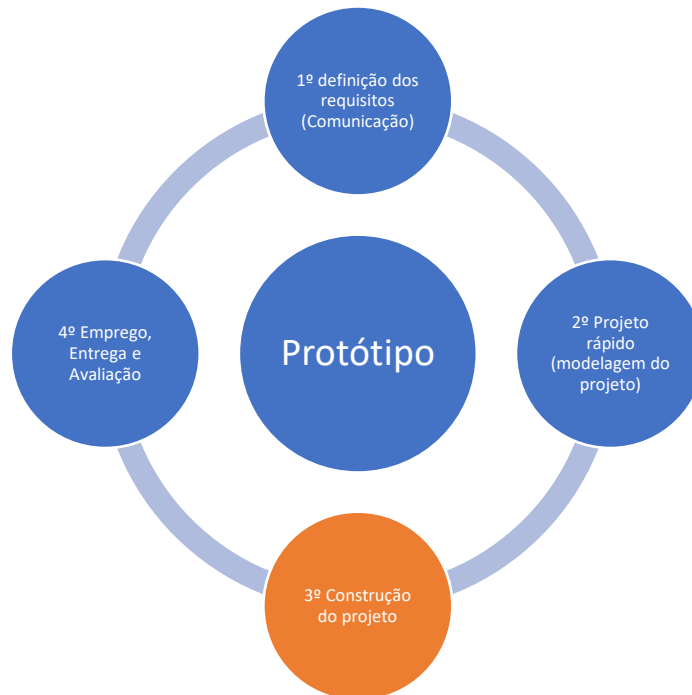 1º definição dos
requisitos
(Comunicação)
2º Projeto
rápido
(modelagem do
projeto)
3º Construção
do projeto
4º Emprego,
Entrega e
Avaliação
Protótipo